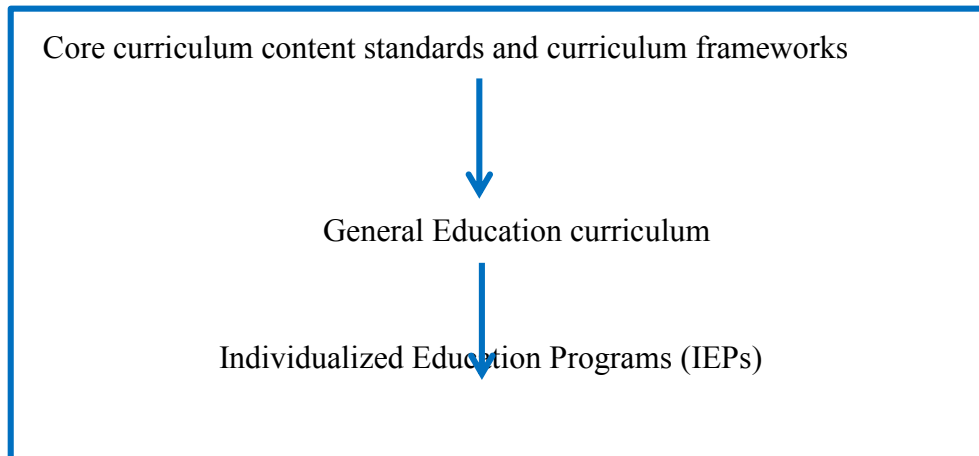 Core curriculum content standards and curriculum frameworks
General Education curriculum
Individualized Education Programs (IEPs)